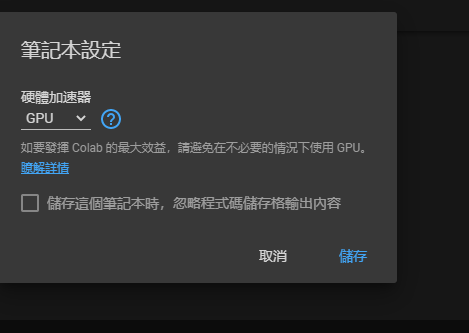 筆記本設定
硬體加速器
GPU
如要發揮 Colab 的最大效益，請避免在不必要的情況下使用 GPU。
瞭解詳情
儲存這個筆記本時，忽略程式碼儲存格輸出內容
取消 儲存